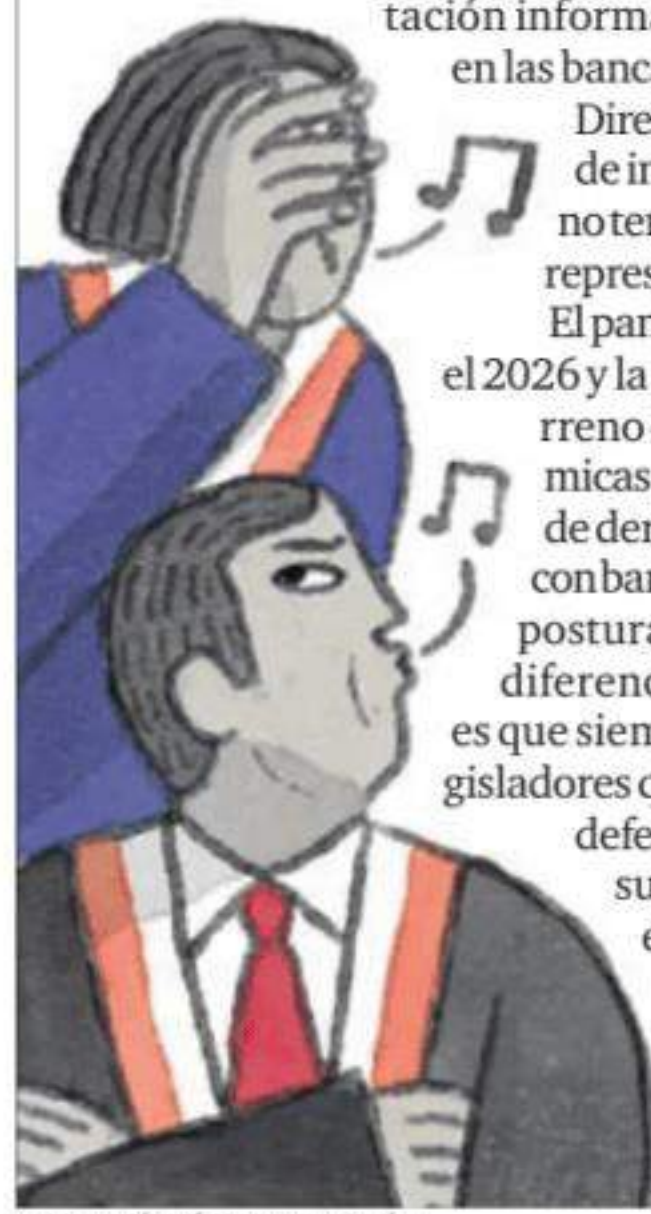 tación informa
en las banc
Dire
de in
no ter
repres
El par
el 2026 y la
rreno
micas
de der
con bar
postura
diferenc
es que siem
gisladores
defe
su
e